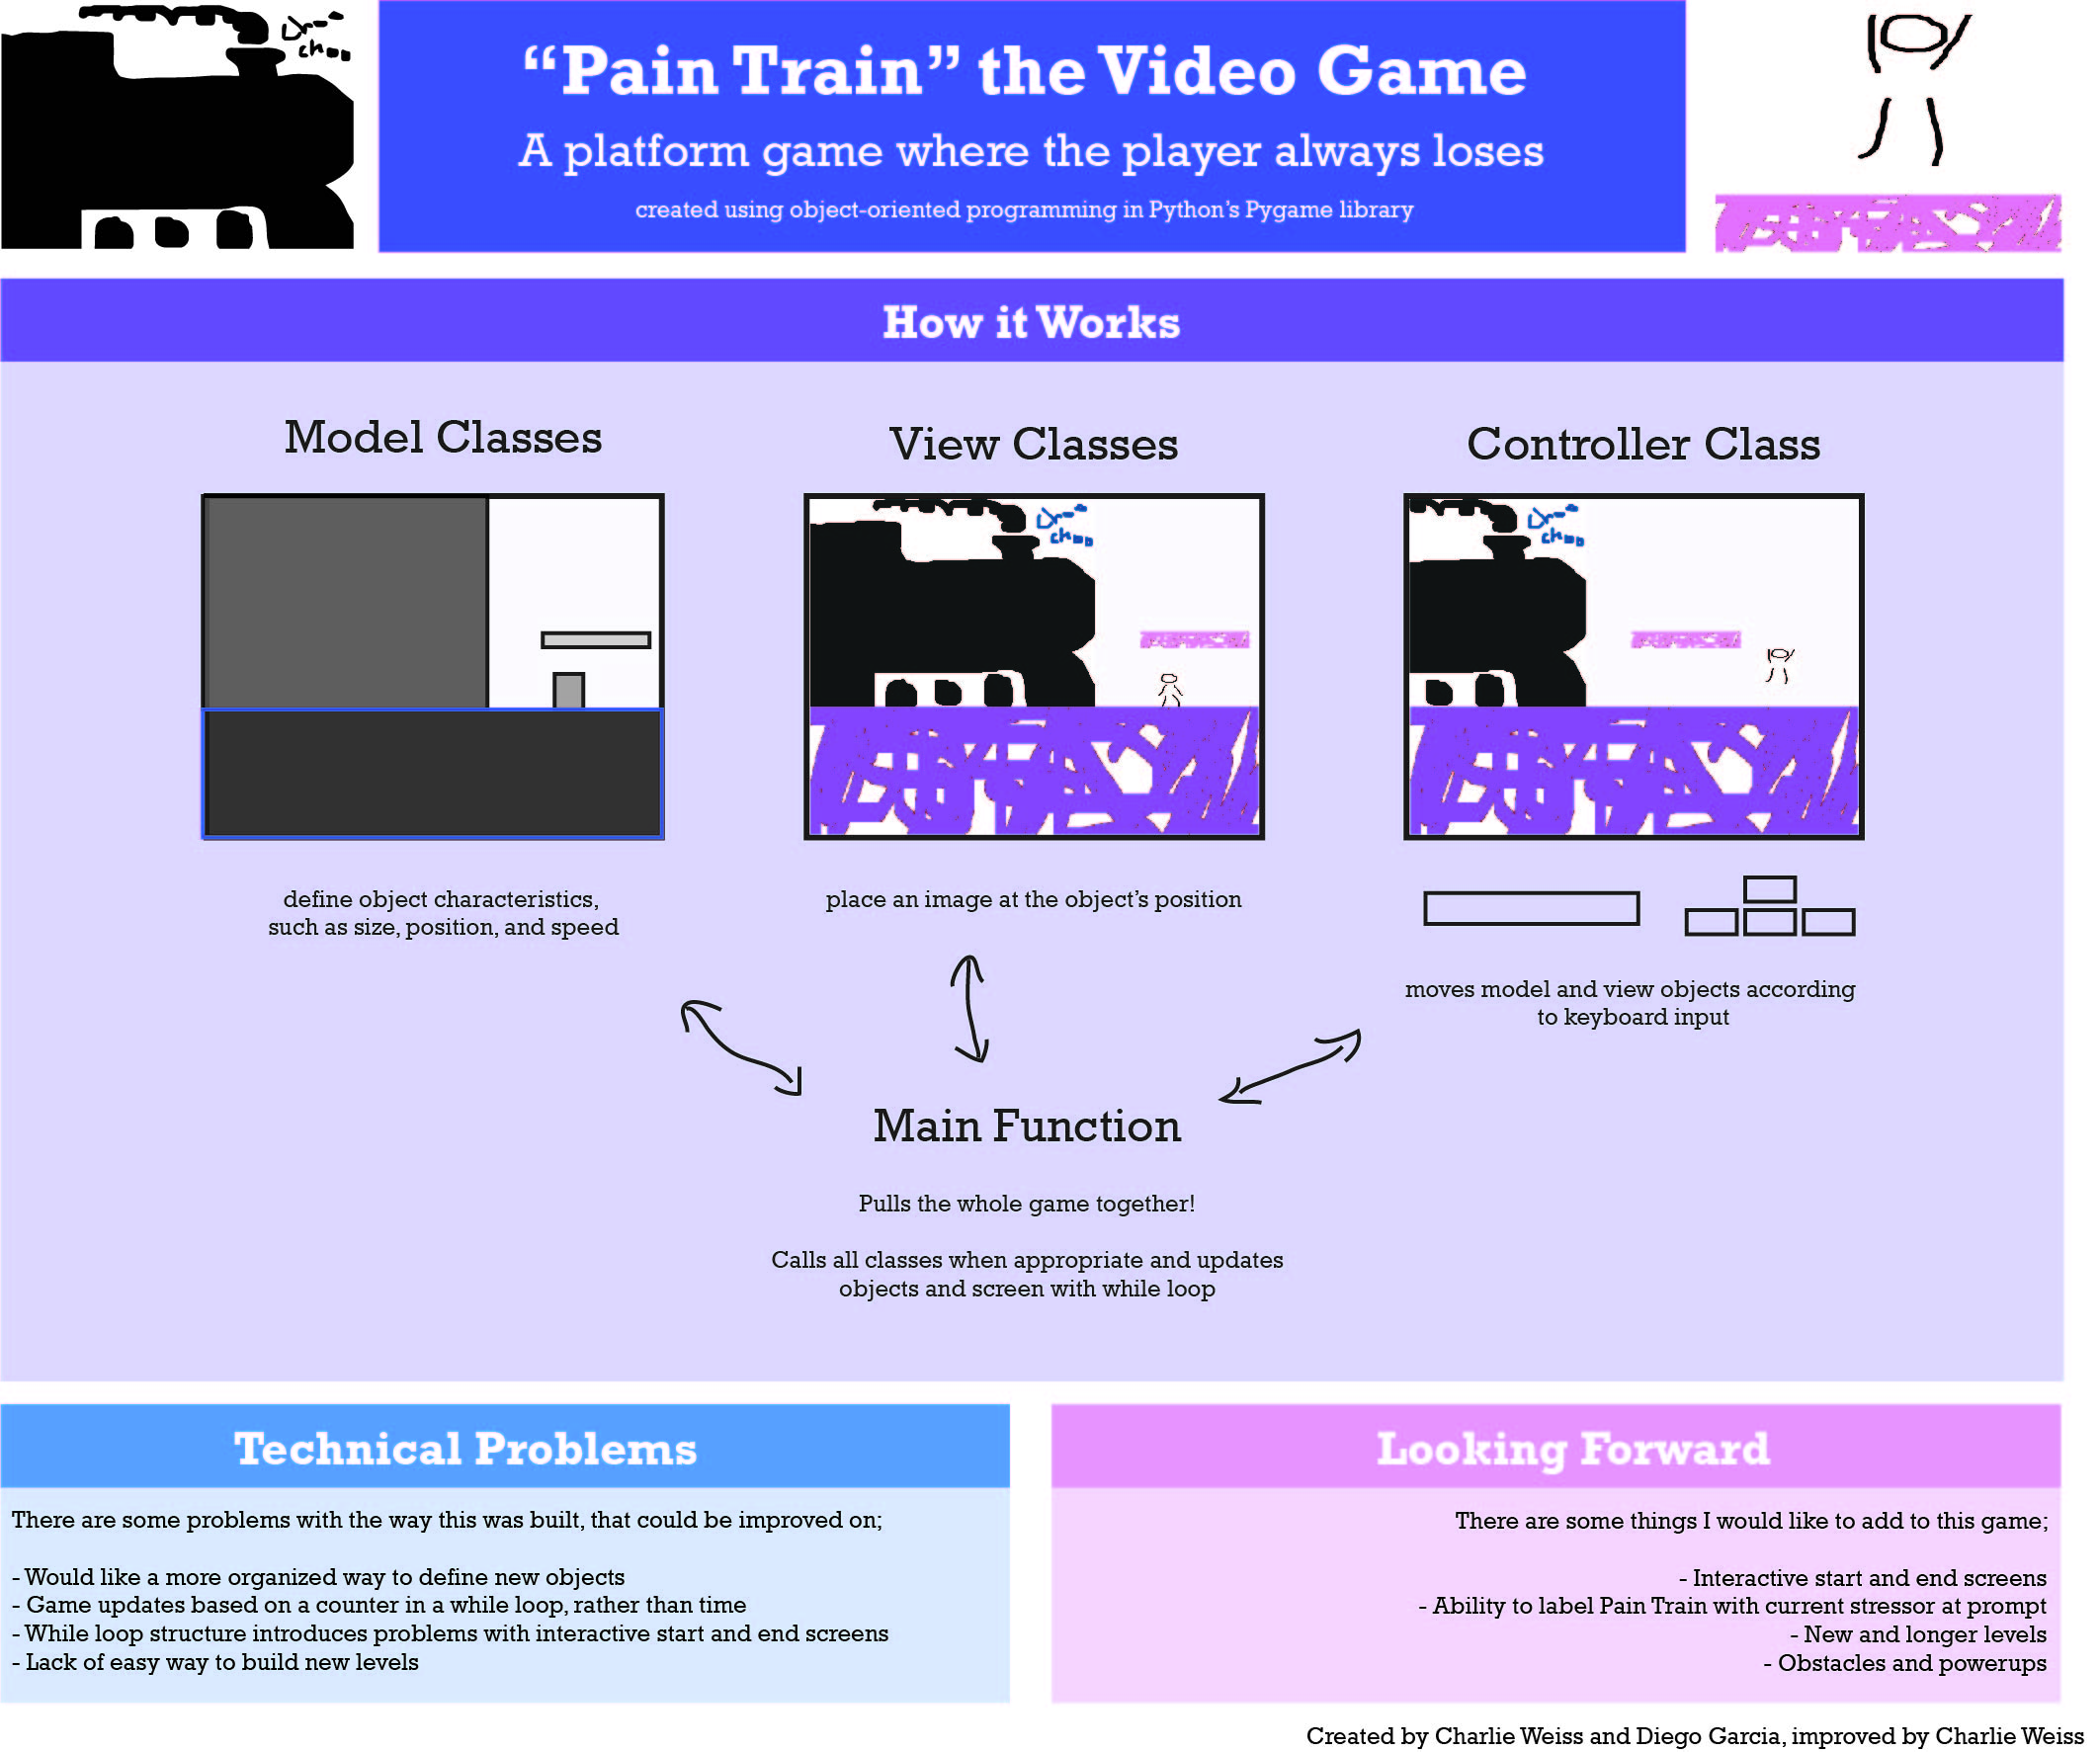 “Pain Train” the Video Game
A platform game where the player always loses
created using object-oriented programming in Python’s Pygame library
How it Works
Model Classes
define object characteristics,
such as size, position, and speed
View Classes
place an image at the object’s position
Controller Class
moves model and view objects according
to keyboard input
Main Function
Pulls the whole game together!
Calls all classes when appropriate and updates
objects and screen with while loop
Technical Problems
There are some problems with the way this was built, that could be improved on;
- Would like a more organized way to define new objects
- Game updates based on a counter in a while loop, rather than time
- While loop structure introduces problems with interactive start and end screens
- Lack of easy way to build new levels
Looking Forward
There are some things I would like to add to this game;
- Interactive start and end screens
- Ability to label Pain Train with current stressor at prompt
- New and longer levels
- Obstacles and powerups
Created by Charlie Weiss and Diego Garcia, improved by Charlie Weiss